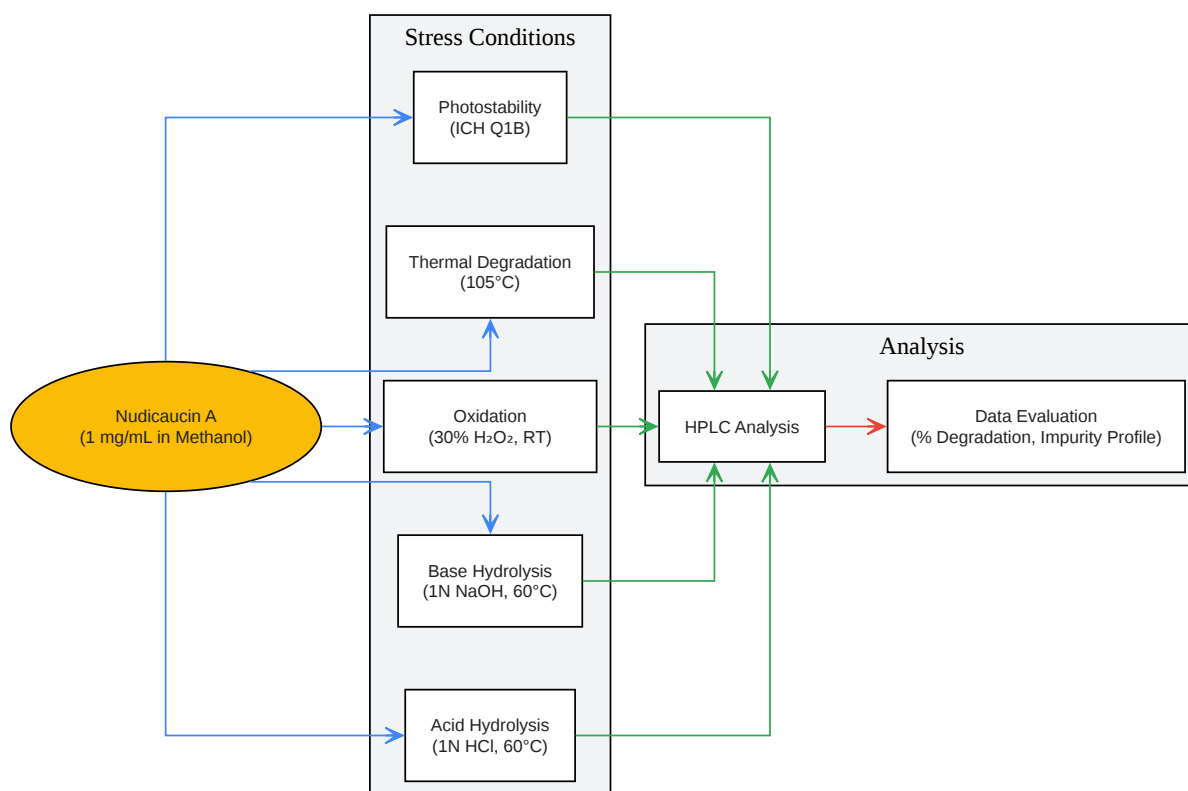 Stress Conditions
Photostability
(ICH Q1B)
Thermal Degradation
(105°C)
Analysis
Nudicaucin A
(1 mg/mL in Methanol)
Oxidation
(30% H₂O₂, RT)
HPLC Analysis
Data Evaluation
(% Degradation, Impurity Profile)
Base Hydrolysis
(1N NaOH, 60°C)
Acid Hydrolysis
(1N HCl, 60°C)